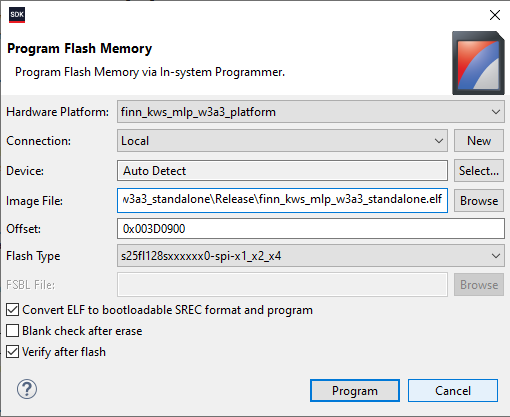 SDK
Program Flash Memory
Program Flash Memory via In-system Programmer.
Hardware Platform: finn_kws_mlp_w3a3_platform
Connection: Local New
Device: Auto Detect Select...
Image File: w3a3_standalone\Release\finn_kws_mlp_w3a3_standalone.elf Browse
Offset: 0x003D0900
Flash Type s25fl128sxxxxxx0-spi-x1_x2_x4
FSBL File: Browse
Convert ELF to bootloadable SREC format and program
Blank check after erase
Verify after flash
? Program Cancel